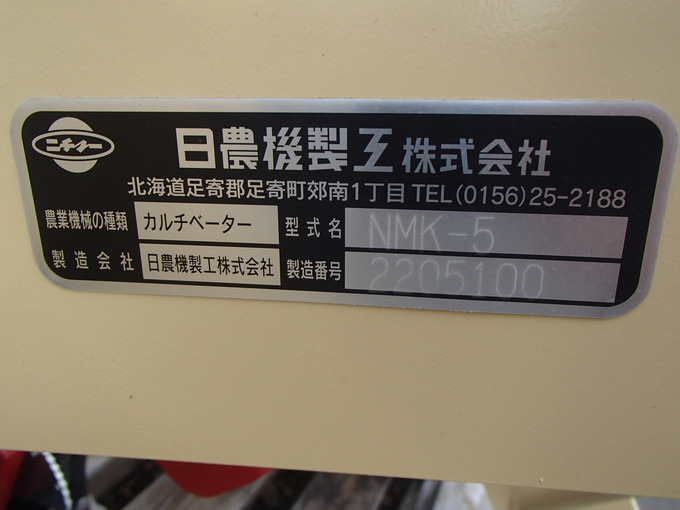 ニチノー
日農機製工株式会社
北海道足寄郡足寄町郊南1丁目 TEL(0156)25-2188
農業機械の種類 カルチベーター 型式名 NMK-5
製造会社 日農機製工株式会社 製造番号 2205100